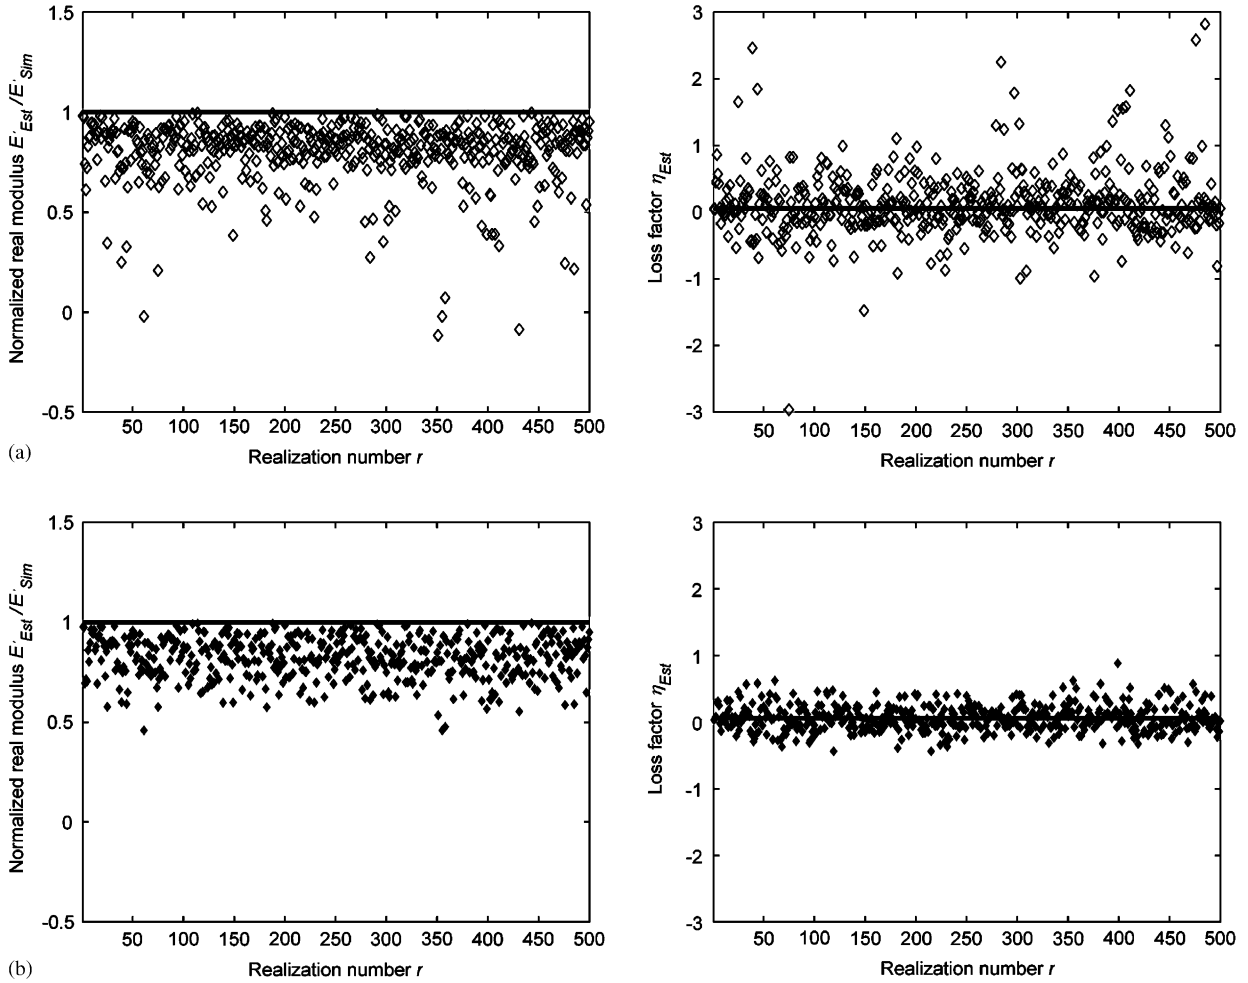 1.5
1
0.5
0
-0.5
Normalized real modulus E'Est/E'Sim
50 100 150 200 250 300 350 400 450 500
Realization number r
3
2
1
0
-1
-2
-3
Loss factor ηEst
50 100 150 200 250 300 350 400 450 500
Realization number r
(a)
1.5
1
0.5
0
-0.5
Normalized real modulus E'Est/E'Sim
50 100 150 200 250 300 350 400 450 500
Realization number r
3
2
1
0
-1
-2
-3
Loss factor ηEst
50 100 150 200 250 300 350 400 450 500
Realization number r
(b)